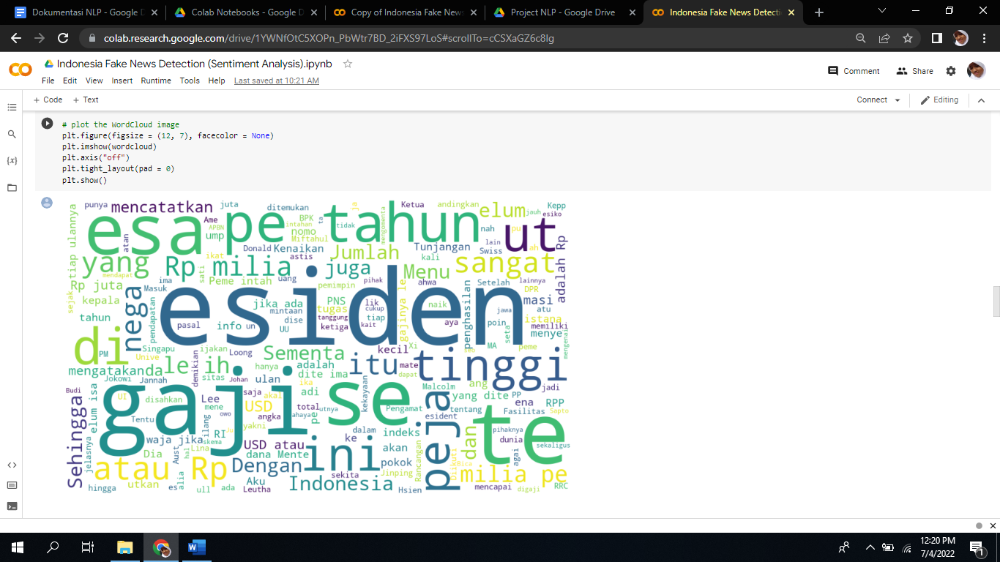 Dokumentasi NLP - Google D
Colab Notebooks - Google D
Copy of Indonesia Fake News
Project NLP - Google Drive
Indonesia Fake News Detecti
colab.research.google.com/drive/1YWNfOtC5XOPn_PbWtr7BD_2iFXS97LoS#scrollTo=cCSXaGZ6c8Ig
Indonesia Fake News Detection (Sentiment Analysis).ipynb
Comment
Share
File Edit View Insert Runtime Tools Help Last saved at 10:21 AM
+ Code + Text
Connect
Editing
# plot the WordCloud image
plt.figure(figsize = (12, 7), facecolor = None)
plt.imshow(wordcloud)
plt.axis("off")
plt.tight_layout(pad = 0)
plt.show()
punya
mencatatkan
juta
ditemukan
ja
Ketua
andingkan
elum
jauh
Kepp
esiko
tiap ulannya
esa
Ame
APBN
ump
pe
BPK
intahan
nomo
Miftahul
ta
tidak
tahun
mengomenta
nah
pu
ut
atan
Donald
Kenaikan
astis
Jumlah
Tunjangan
kali
lain
Swiss
ah
adalah Rp
yang
mendapat
Rp milia
ikat
sati
juga
Menu
sangat
Rp juta
sejak
ima
Masuk
Peme intah
uang
pemimpin
pihak
ahwa
Setelah
lainnya
DPR
kepala
nega
esiden
jika ada
mintaan
dise
PNS
tugas
tanggung
ketiga
lik
cukup
tiap
kait
gajinya le
naik
aya
penghasilan
poin
jawa
seta
masi
atu
istana
memiliki
menye
tahun
pendapatan
pasal
info
un
UU
di
PM
Singapu
Unive
ijakan
Loong
Sementa
kecil
Xi
MA
peme
seo
mengenai
mengatakan
da
le ih
demikian
hanya
adalah
dite ima
itu
mate
dapat
tinggi
Jokowi
Jannah
sitas
Johan
ulan
ika
adi
se
kekayaan
Malcolm
ang
jadi
Budi
elum isa
UI
disahkan
gaji
Lee
mene
owo
saja
akal
USD
angka
total
utnya
ahaya
pe
Pengamat
peja
yang dite
PP
esident
tentang
ena
Fasilitas
RPP
Sapto
Sehingga
Tentu
ilang
RI
Ju
yakni
dalam
indeks
te
pihaknya
dunia
sekaligus
jelasnya
waja jika
Dia
Aust
hal
skema
Lina
USD atau
dana Mente
ini
ke
akan
pokok
Rancangan
Diikuti
Bica
dan
agai
atau Rp
alia
Dengan
Jinping
milia pe
hingga
utkan
es
ull
ada
Aku
Leutha
Indonesia
sekita
Hsien
mencapai
digaji
RRC
12:20 PM
7/4/2022
1